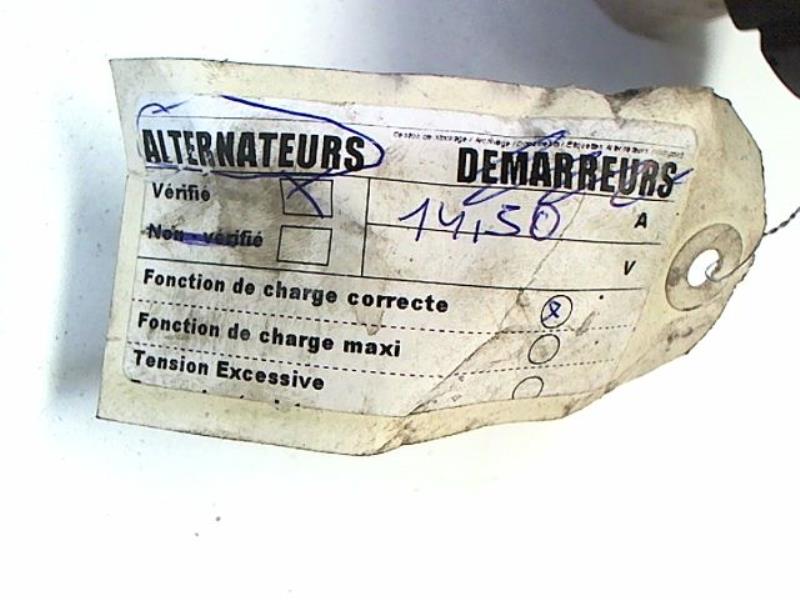 ALTERNATEURS DEMARREURS
Vérifié X 14,50 A
Non - vérifié V
Fonction de charge correcte x
Fonction de charge maxi
Tension Excessive